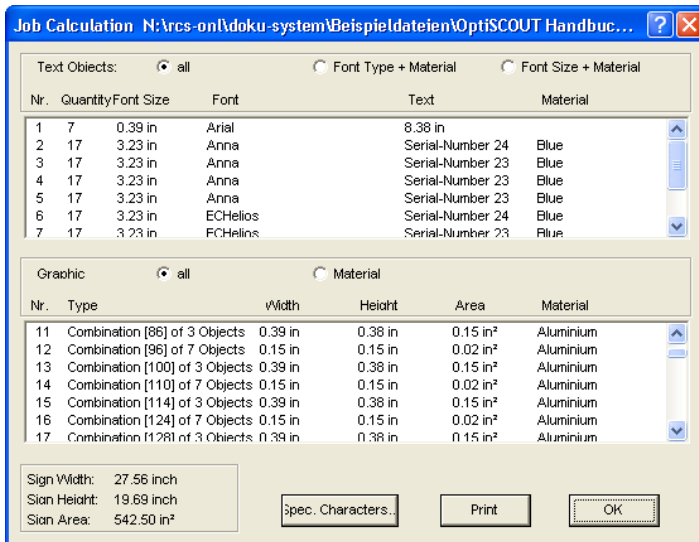 Job Calculation N:\rcs-onl\doku-system\Beispieldateien\OptiSCOUT Handbuc...
Text Objects: all Font Type + Material Font Size + Material
Nr. Quantity Font Size Font Text Material
1 7 0.39 in Arial 8.38 in
2 17 3.23 in Anna Serial-Number 24 Blue
3 17 3.23 in Anna Serial-Number 23 Blue
4 17 3.23 in Anna Serial-Number 23 Blue
5 17 3.23 in Anna Serial-Number 23 Blue
6 17 3.23 in ECHelios Serial-Number 24 Blue
7 17 3.23 in ECHelios Serial-Number 23 Blue
Graphic all Material
Nr. Type Width Height Area Material
11 Combination [86] of 3 Objects 0.39 in 0.38 in 0.15 in² Aluminium
12 Combination [96] of 7 Objects 0.15 in 0.15 in 0.02 in² Aluminium
13 Combination [100] of 3 Objects 0.39 in 0.38 in 0.15 in² Aluminium
14 Combination [110] of 7 Objects 0.15 in 0.15 in 0.02 in² Aluminium
15 Combination [114] of 3 Objects 0.39 in 0.38 in 0.15 in² Aluminium
16 Combination [124] of 7 Objects 0.15 in 0.15 in 0.02 in² Aluminium
17 Combination [128] of 3 Objects 0.39 in 0.38 in 0.15 in² Aluminium
Sign Width: 27.56 inch
Sign Height: 19.69 inch
Sign Area: 542.50 in²
Spec. Characters.. Print OK